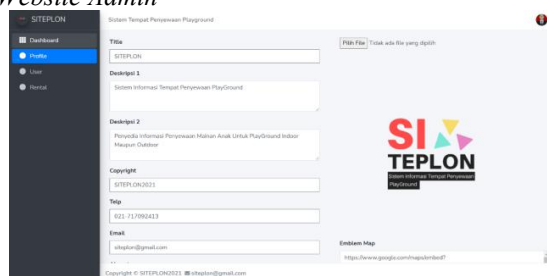 Website Admin
SITEPLON
Sistem Tempat Penyewaan Playground
Dashboard
Profile
User
Rental
Title
SITEPLON
Deskripsi 1
Sistem Informasi Tempat Penyewaan PlayGround
Deskripsi 2
Penyedia Informasi Penyewaan Mainan Anak Untuk PlayGround Indoor
Maupun Outdoor
Copyright
SITEPLON2021
Telp
021-717092413
Email
siteplon@gmail.com
Pilih File Tidak ada file yang dipilih
SI
TEPLON
Sistem Informasi Tempat Penyewaan
PlayGround
Emblem Map
https://www.google.com/maps/embed?
Copyright © SITEPLON2021 siteplon@gmail.com